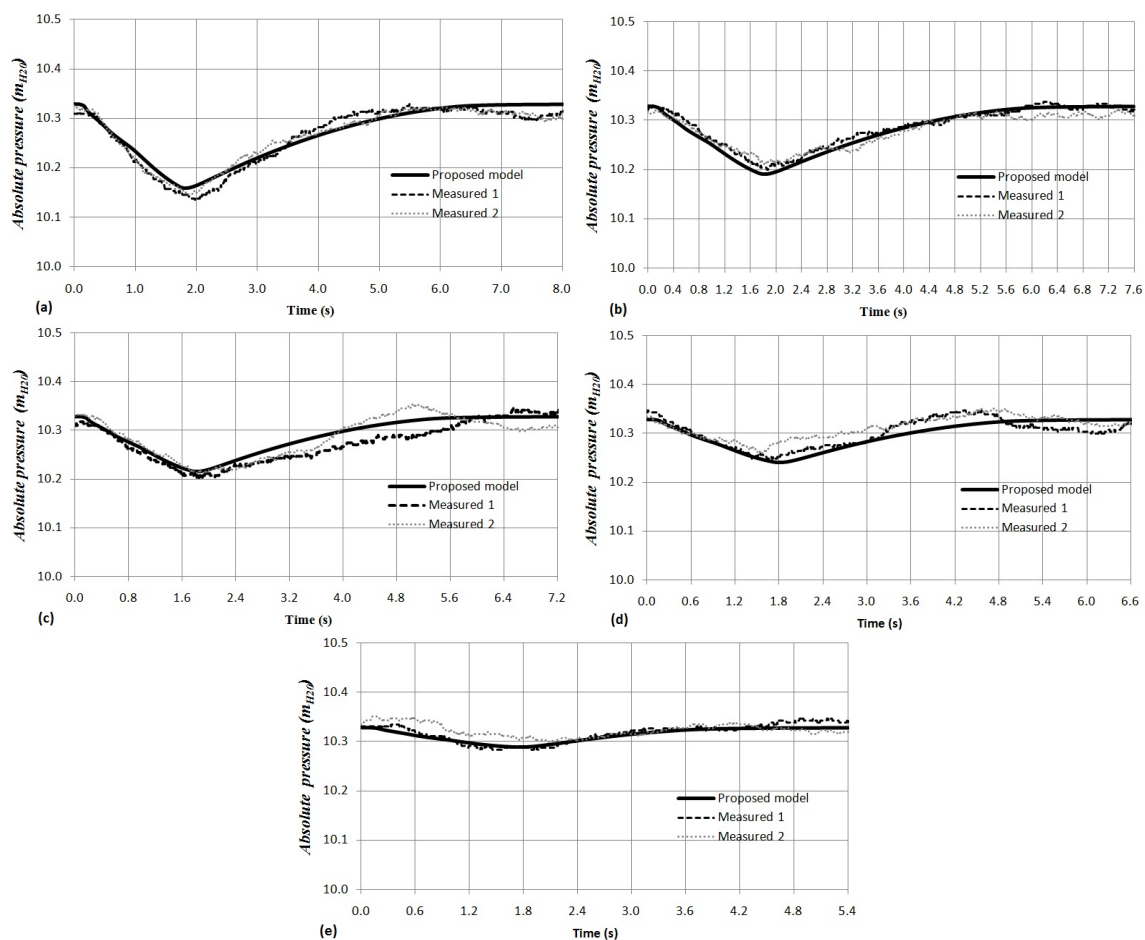 10.5
10.4
10.3
10.2
10.1
10.0
Absolute pressure (mH20)
Proposed model
Measured 1
Measured 2
0.0 1.0 2.0 3.0 4.0 5.0 6.0 7.0 8.0
(a)
Time (s)
10.5
10.4
10.3
10.2
10.1
10.0
Absolute pressure (mH20)
Proposed model
Measured 1
Measured 2
0.0 0.4 0.8 1.2 1.6 2.0 2.4 2.8 3.2 3.6 4.0 4.4 4.8 5.2 5.6 6.0 6.4 6.8 7.2 7.6
(b)
Time (s)
10.5
10.4
10.3
10.2
10.1
10.0
Absolute pressure (mH20)
Proposed model
Measured 1
Measured 2
0.0 0.8 1.6 2.4 3.2 4.0 4.8 5.6 6.4 7.2
(c)
Time (s)
10.5
10.4
10.3
10.2
10.1
10.0
Absolute pressure (mH20)
Proposed model
Measured 1
Measured 2
0.0 0.6 1.2 1.8 2.4 3.0 3.6 4.2 4.8 5.4 6.0 6.6
(d)
Time (s)
10.5
10.4
10.3
10.2
10.1
10.0
Absolute pressure (mH20)
Proposed model
Measured 1
Measured 2
0.0 0.6 1.2 1.8 2.4 3.0 3.6 4.2 4.8 5.4
(e)
Time (s)